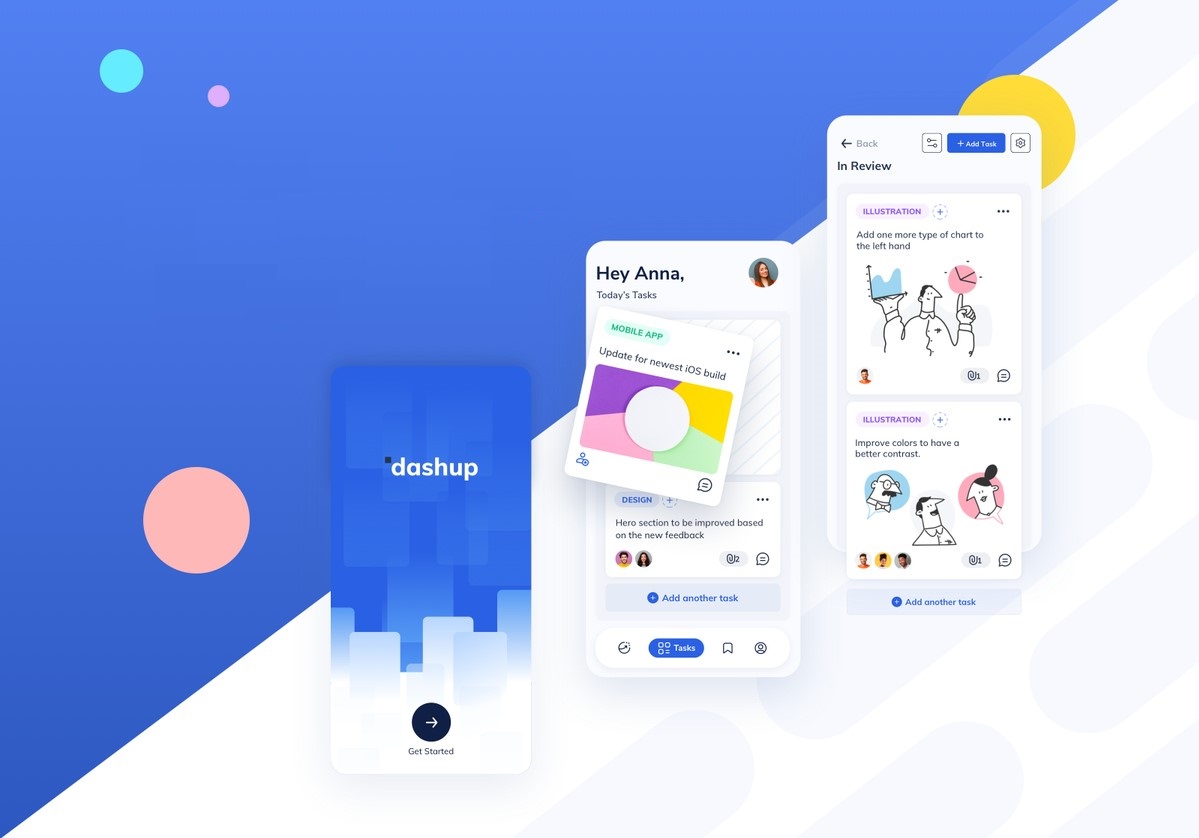 dashup
Get Started
Hey Anna,
Today's Tasks
MOBILE APP
Update for newest iOS build
DESIGN
Hero section to be improved based
on the new feedback
2
Add another task
Tasks
Back
Add Task
In Review
ILLUSTRATION
Add one more type of chart to
the left hand
1
ILLUSTRATION
Improve colors to have a
better contrast.
1
Add another task